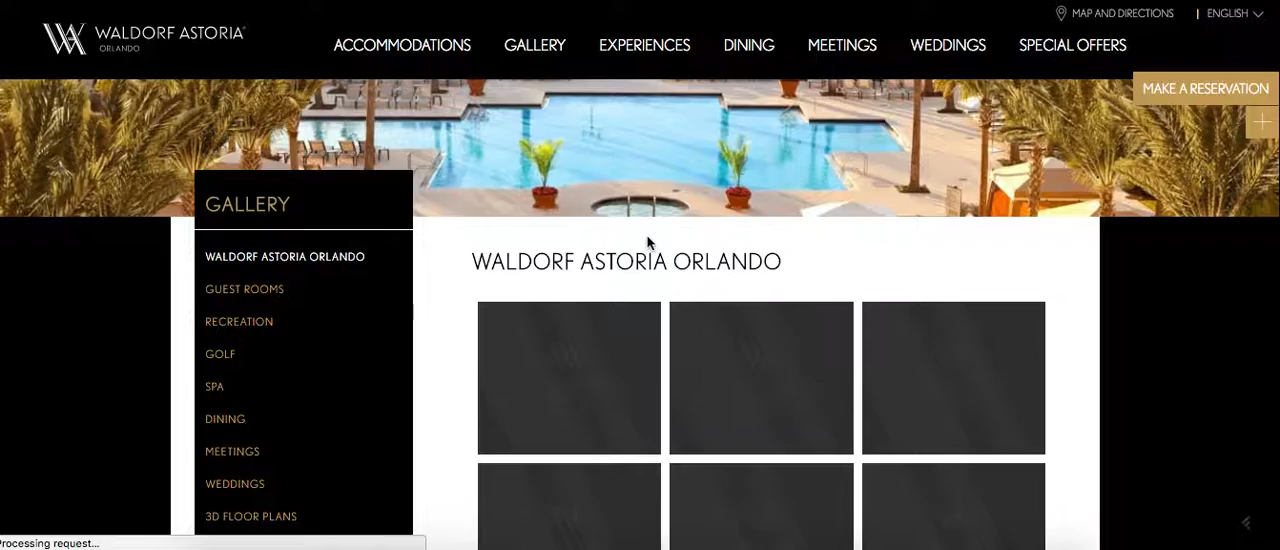 MAP AND DIRECTIONS
ENGLISH
WALDORF ASTORIA®
ORLANDO
ACCOMMODATIONS
GALLERY
EXPERIENCES
DINING
MEETINGS
WEDDINGS
SPECIAL OFFERS
MAKE A RESERVATION
GALLERY
WALDORF ASTORIA ORLANDO
GUEST ROOMS
RECREATION
GOLF
SPA
DINING
MEETINGS
WEDDINGS
3D FLOOR PLANS
WALDORF ASTORIA ORLANDO
Processing request...